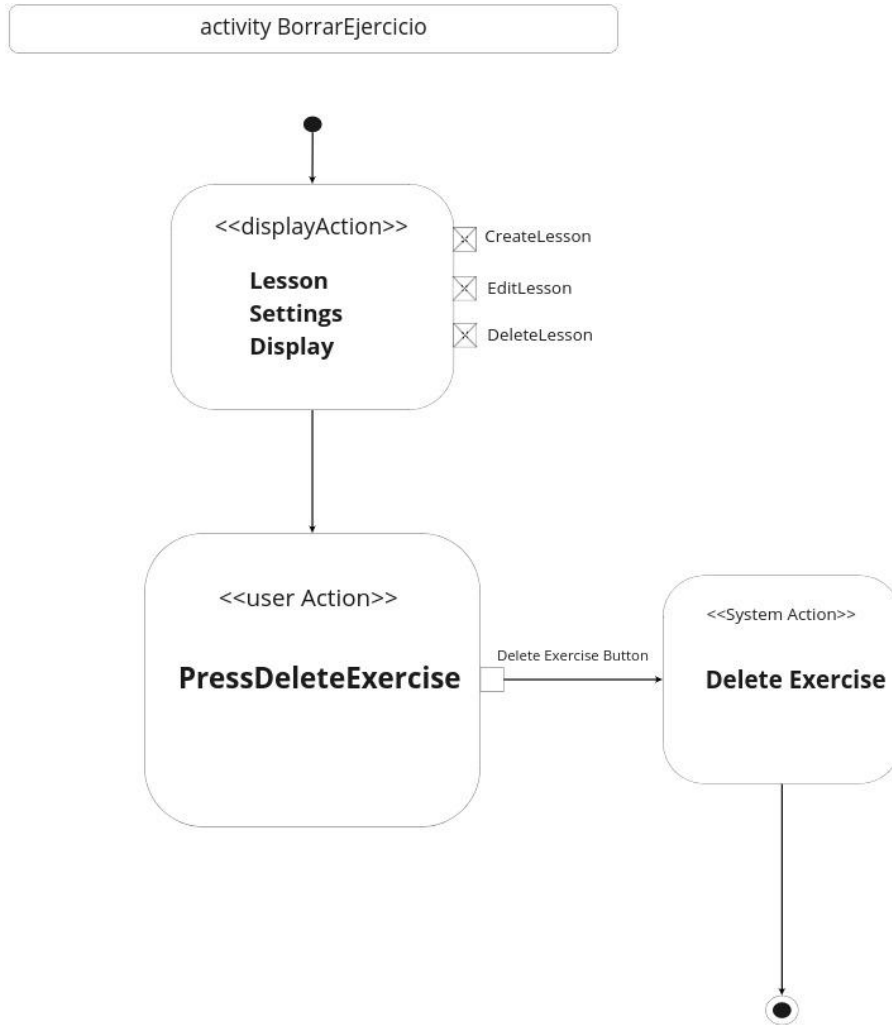 activity BorrarEjercicio
<<displayAction>>
Lesson
Settings
Display
CreateLesson
EditLesson
DeleteLesson
<<user Action>>
PressDeleteExercise
Delete Exercise Button
<<System Action>>
Delete Exercise